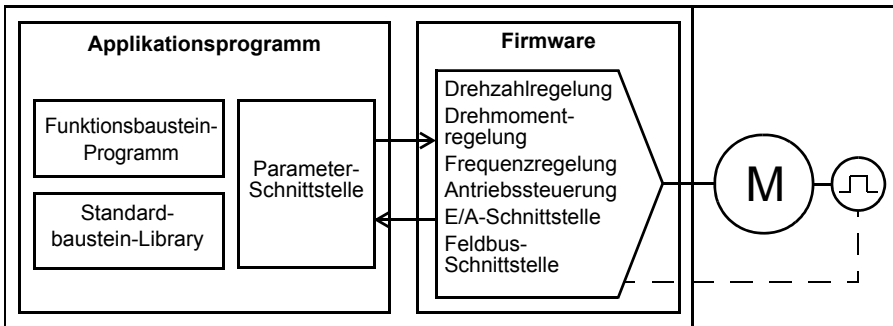 Applikationsprogramm
Funktionsbaustein-
Programm
Standard-
baustein-Library
Parameter-
Schnittstelle
Firmware
Drehzahlregelung
Drehmoment-
regelung
Frequenzregelung
Antriebssteuerung
E/A-Schnittstelle
Feldbus-
Schnittstelle
M